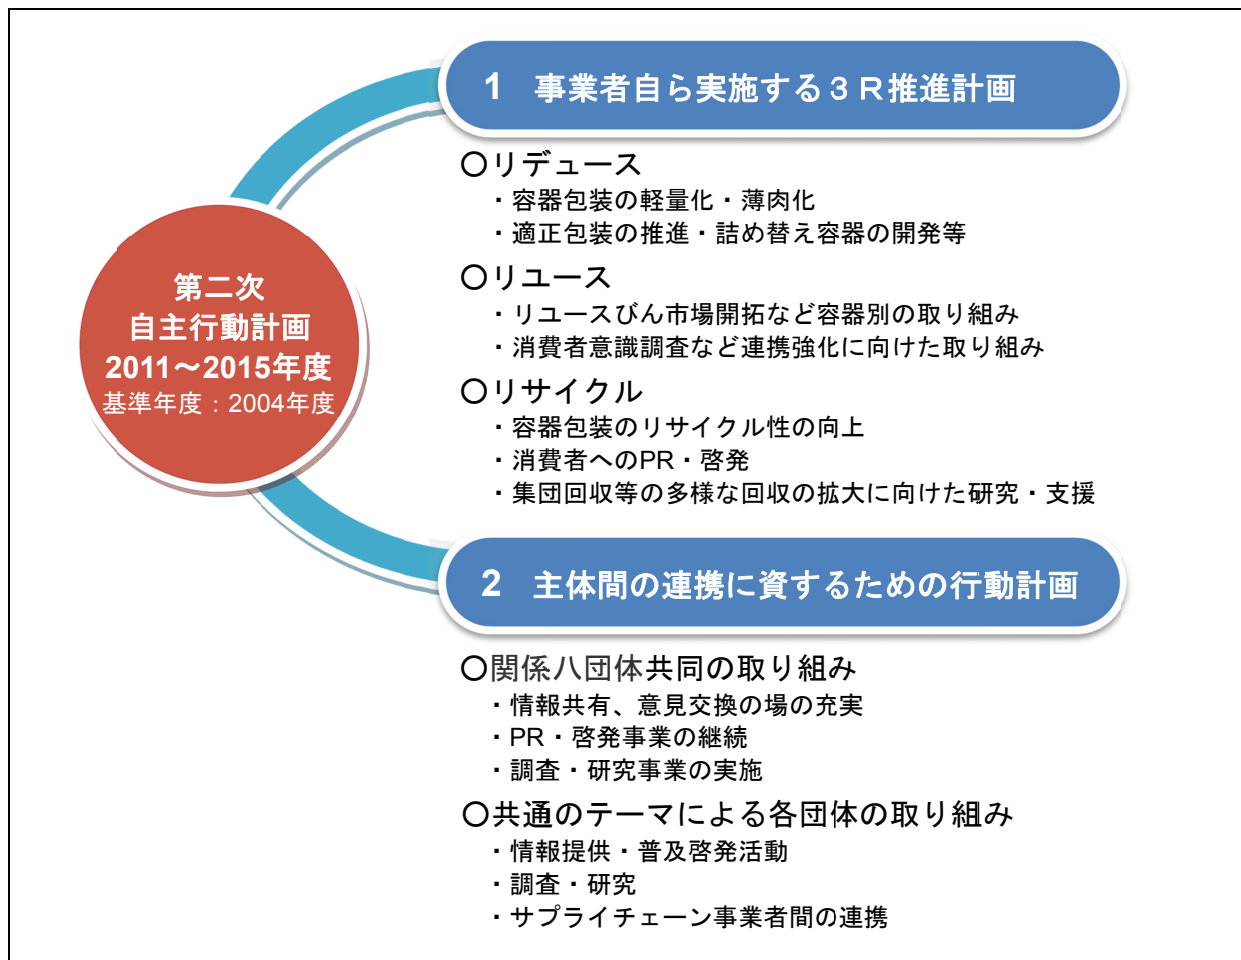 第二次
自主行動計画
2011～2015年度
基準年度：2004年度
1　事業者自ら実施する３Ｒ推進計画
〇リデュース
・容器包装の軽量化・薄肉化
・適正包装の推進・詰め替え容器の開発等
〇リユース
・リユースびん市場開拓など容器別の取り組み
・消費者意識調査など連携強化に向けた取り組み
〇リサイクル
・容器包装のリサイクル性の向上
・消費者へのPR・啓発
・集団回収等の多様な回収の拡大に向けた研究・支援
2　主体間の連携に資するための行動計画
〇関係八団体共同の取り組み
・情報共有、意見交換の場の充実
・PR・啓発事業の継続
・調査・研究事業の実施
〇共通のテーマによる各団体の取り組み
・情報提供・普及啓発活動
・調査・研究
・サプライチェーン事業者間の連携